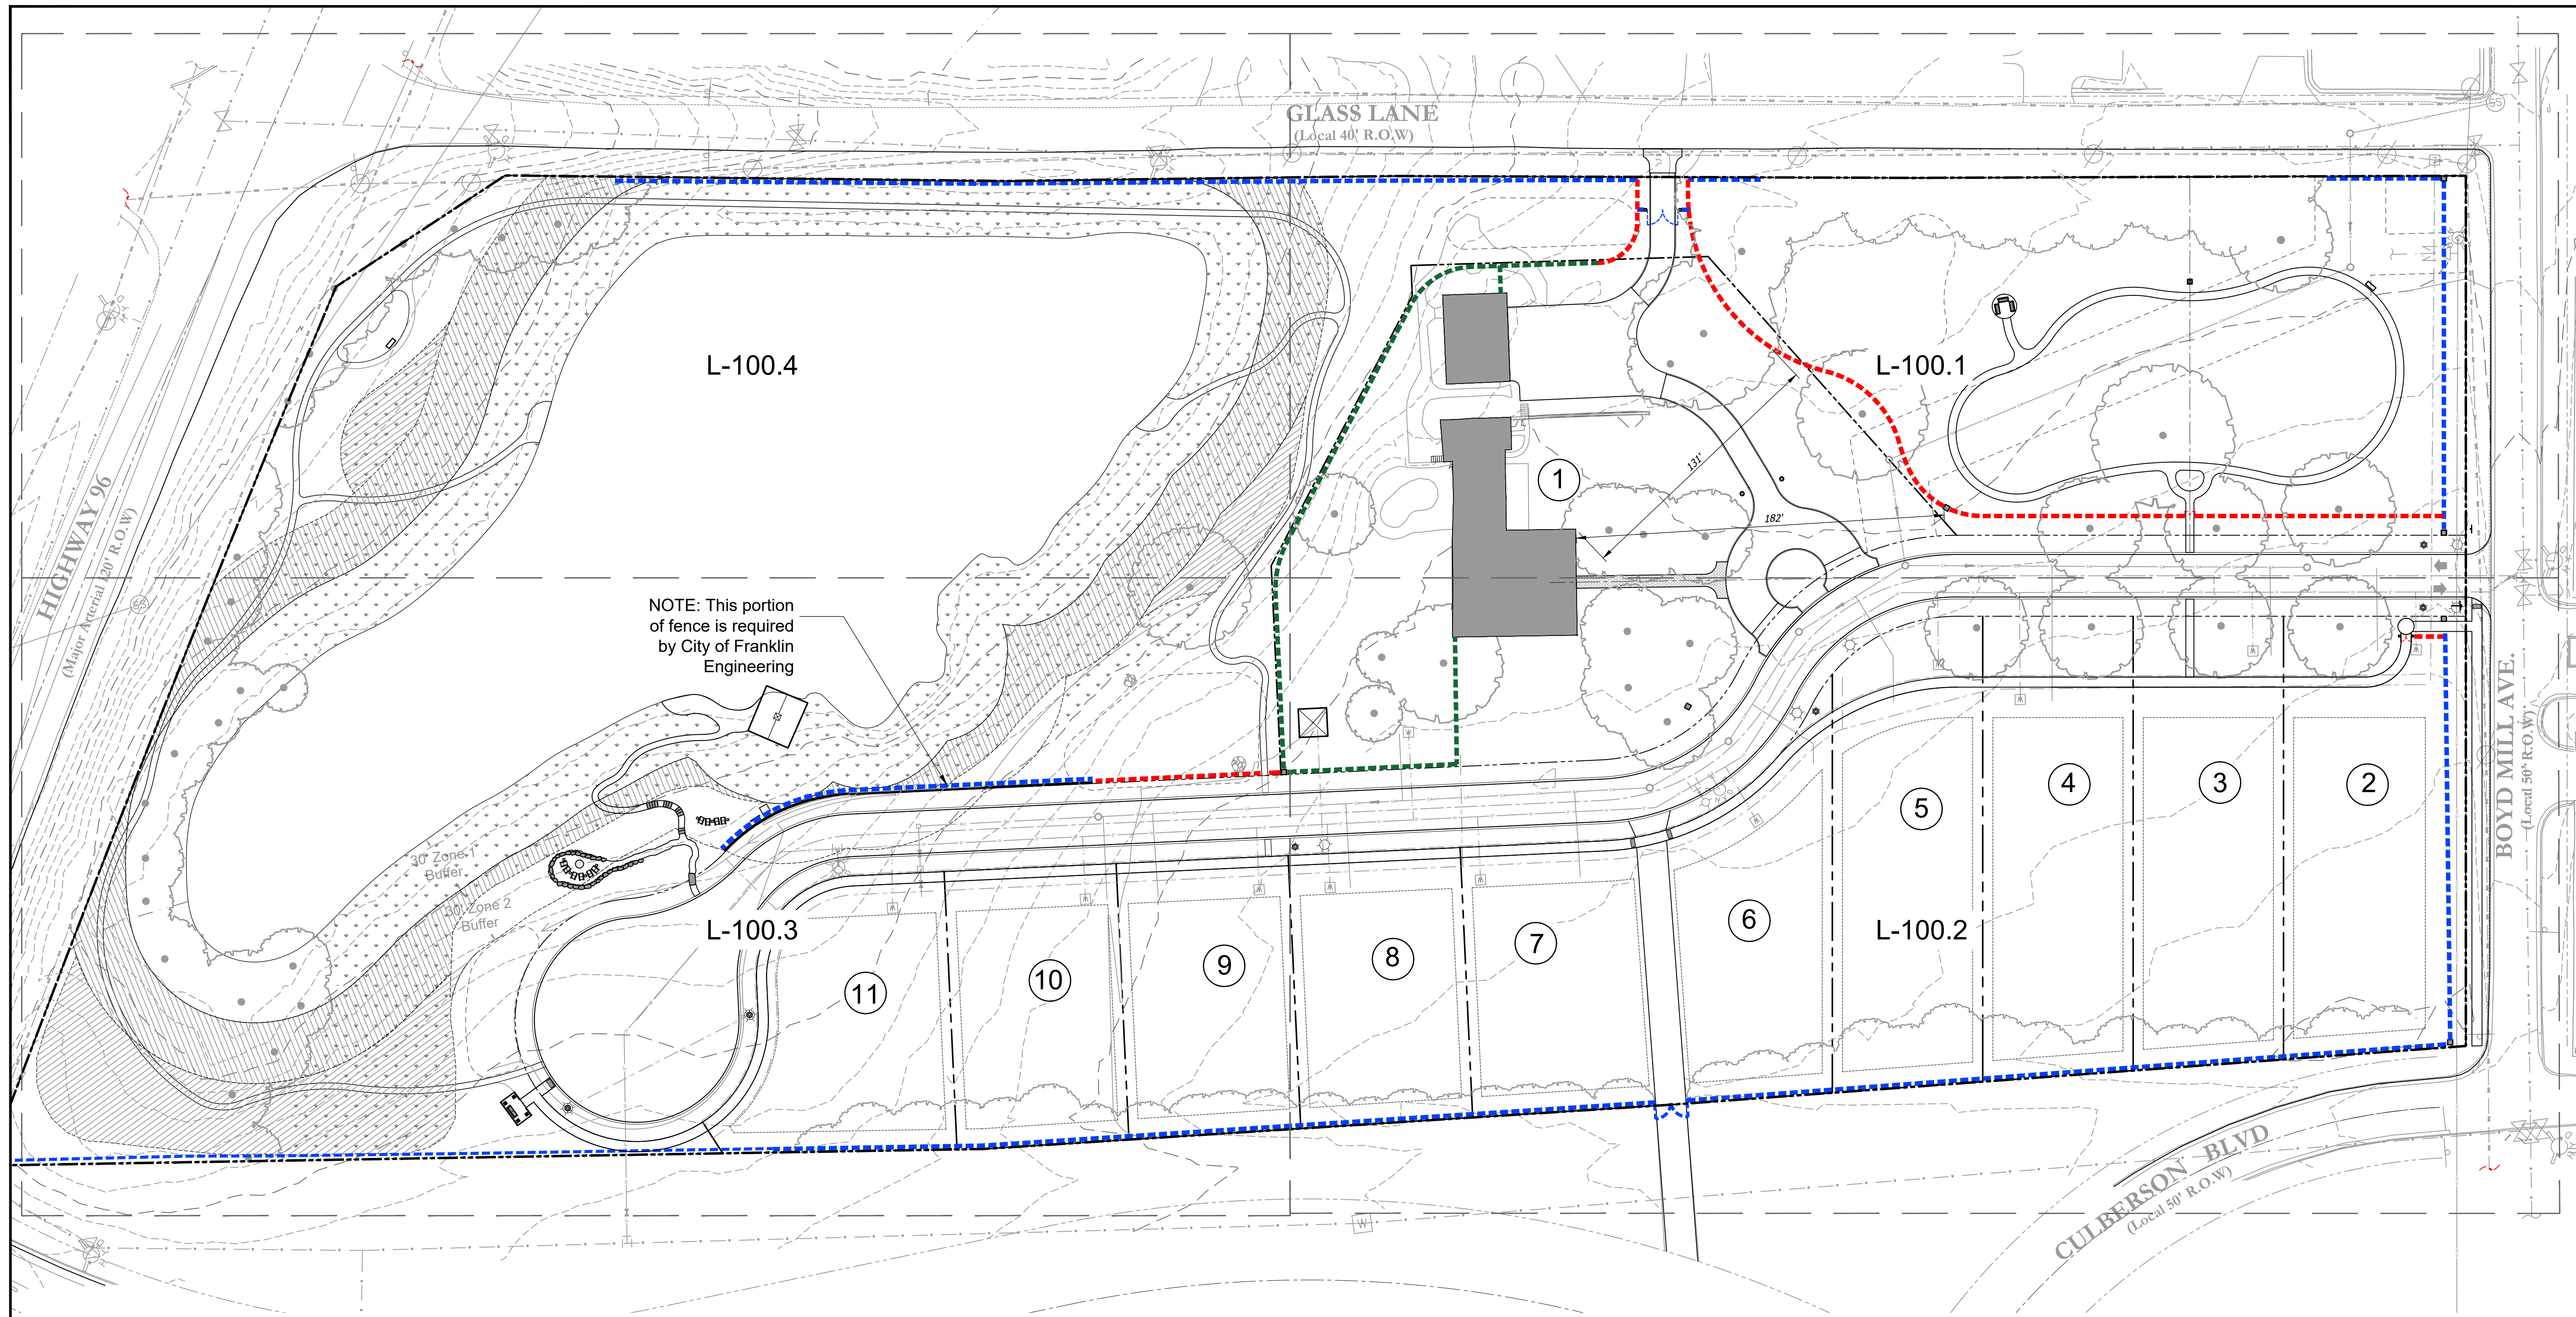 GLASS LANE
(Local 40' R.O.W)
HIGHWAY 96
(Major Arterial 120' R.O.W)
L-100.4
L-100.1
1
131'
182'
NOTE: This portion
of fence is required
by City of Franklin
Engineering
30' Zone 1
Buffer
30' Zone 2
Buffer
L-100.3
L-100.2
11
10
9
8
7
6
5
4
3
2
BOYD MILL AVE.
(Local 50' R.O.W)
CULBERSON BLVD
(Local 50' R.O.W)
SS
SS
W